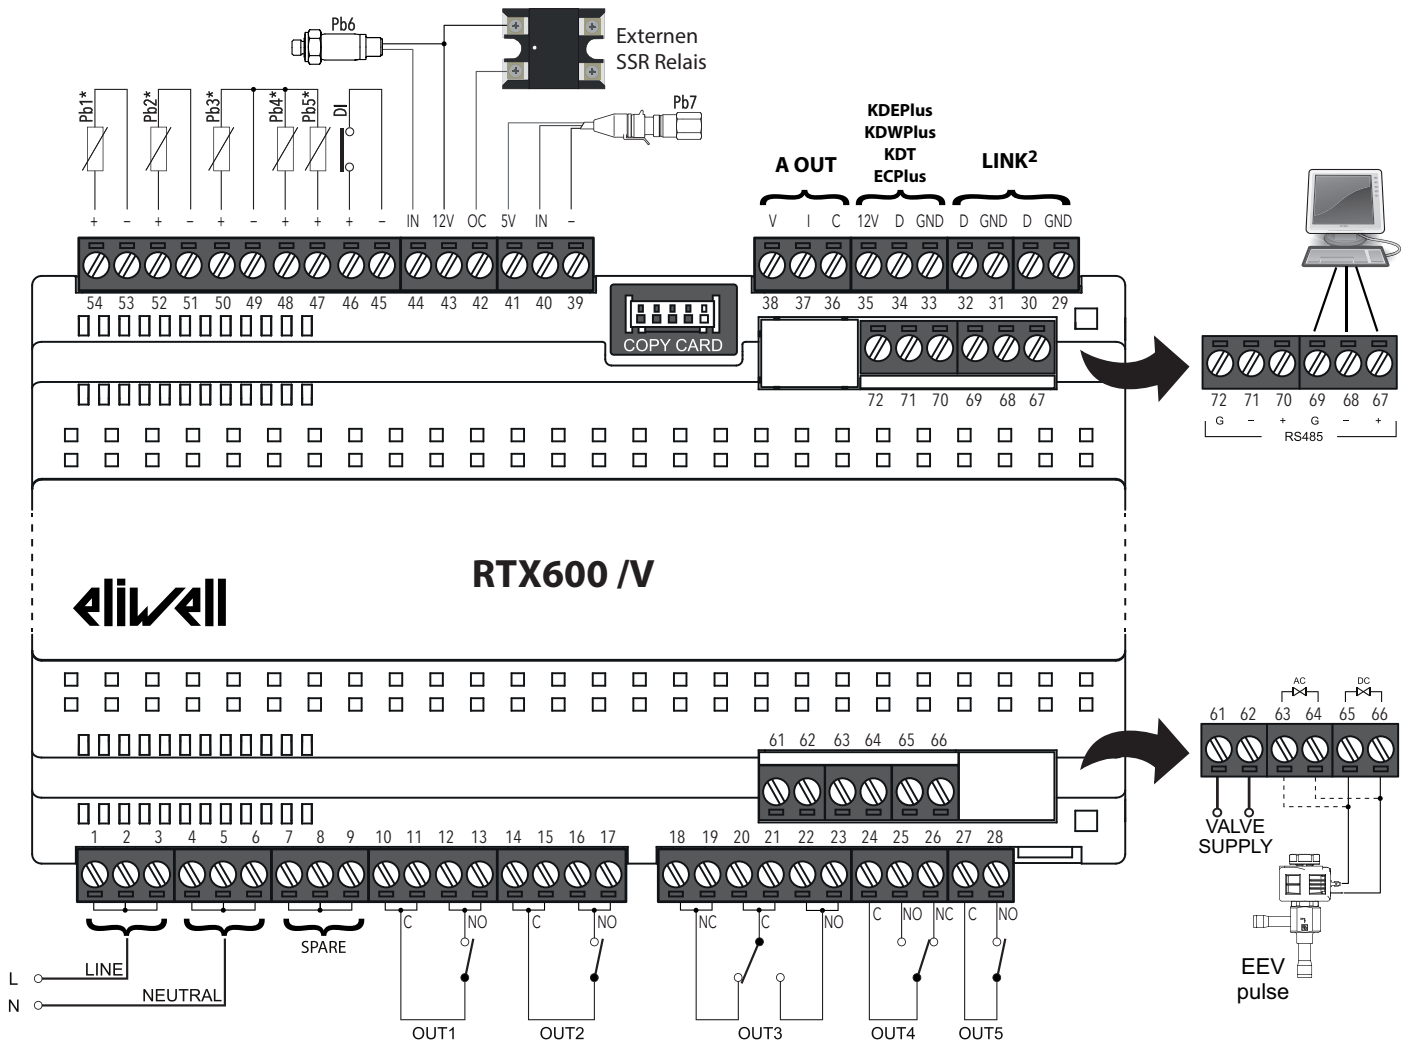 Pb6
Externen
SSR Relais
Pb1*
Pb2*
Pb3*
Pb4*
Pb5*
DI
Pb7
KDEPlus
KDWPlus
KDT
ECPlus
A OUT
LINK²
+ – + – + – + + + – IN 12V OC 5V IN –
V I C 12V D GND D GND D GND
54 53 52 51 50 49 48 47 46 45 44 43 42 41 40 39
38 37 36 35 34 33 32 31 30 29
COPY CARD
72 71 70 69 68 67
72 71 70 69 68 67
G – + G – +
RS485
RTX600 /V
eliwell
AC DC
61 62 63 64 65 66
61 62 63 64 65 66
VALVE
SUPPLY
1 2 3 4 5 6 7 8 9 10 11 12 13 14 15 16 17
18 19 20 21 22 23 24 25 26 27 28
C NO C NO NC C NO C NO NC C NO
SPARE
L LINE
N NEUTRAL
OUT1 OUT2 OUT3 OUT4 OUT5
EEV
pulse